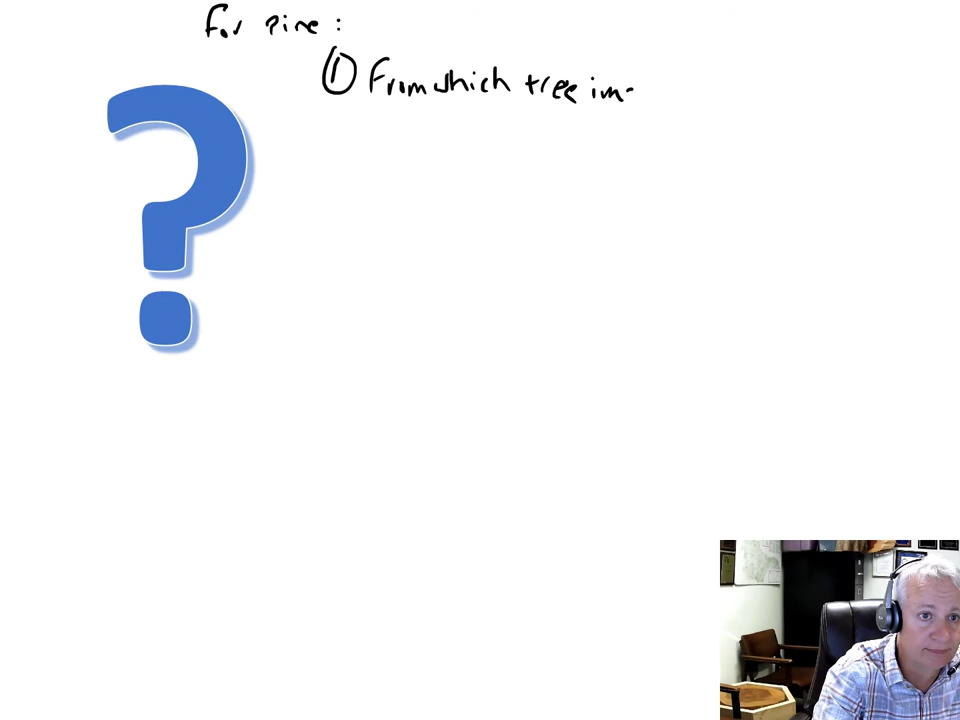 For pine :
① From which tree im-
?